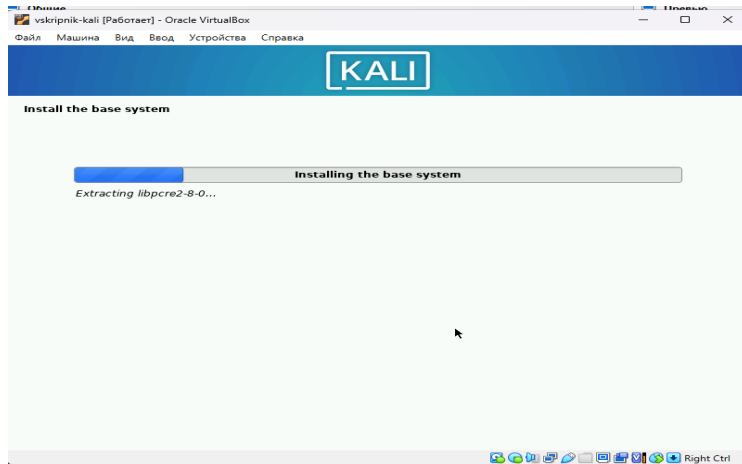 Общие
Превью
vskripnik-kali [Работает] - Oracle VirtualBox
Файл Машина Вид Ввод Устройства Справка
KALI
Install the base system
Installing the base system
Extracting libpcre2-8-0...
Right Ctrl